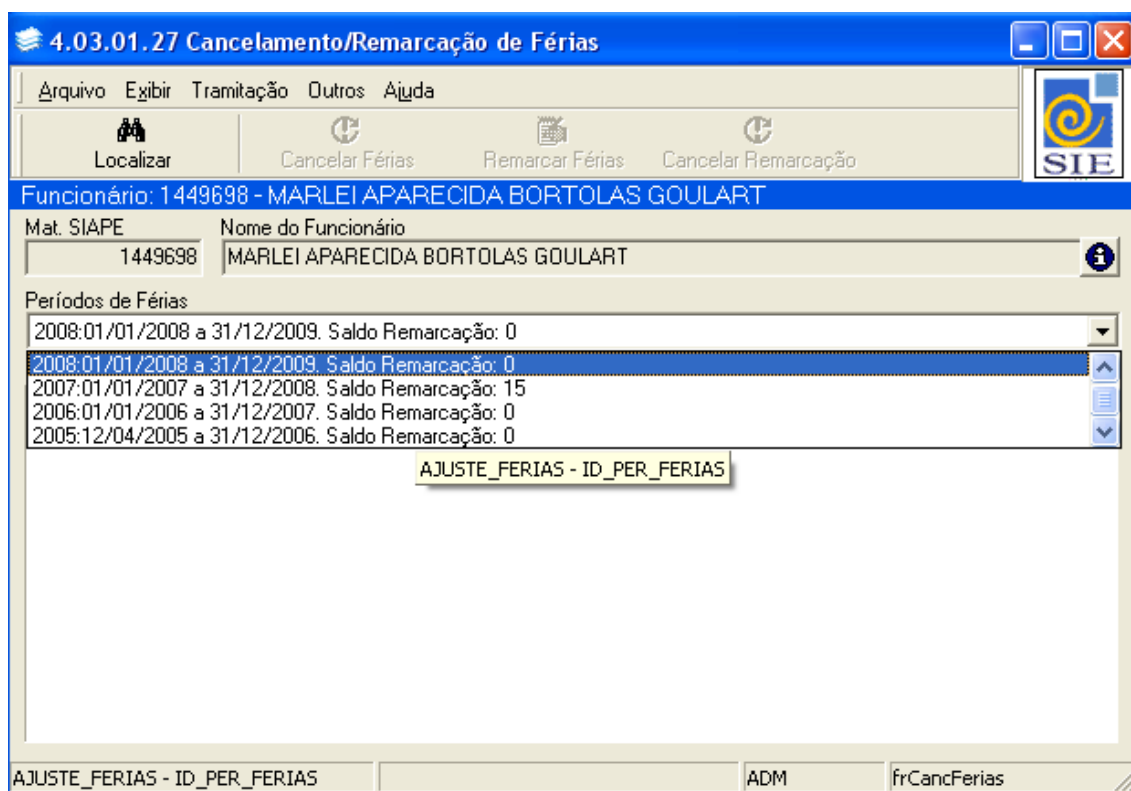 4.03.01.27 Cancelamento/Remarcação de Férias
Arquivo Exibir Tramitação Outros Ajuda
Localizar Cancelar Férias Remarcar Férias Cancelar Remarcação
SIE
Funcionário: 1449698 - MARLEI APARECIDA BORTOLAS GOULART
Mat. SIAPE Nome do Funcionário
1449698 MARLEI APARECIDA BORTOLAS GOULART
Períodos de Férias
2008:01/01/2008 a 31/12/2009. Saldo Remarcação: 0
2008:01/01/2008 a 31/12/2009. Saldo Remarcação: 0
2007:01/01/2007 a 31/12/2008. Saldo Remarcação: 15
2006:01/01/2006 a 31/12/2007. Saldo Remarcação: 0
2005:12/04/2005 a 31/12/2006. Saldo Remarcação: 0
AJUSTE_FERIAS - ID_PER_FERIAS
AJUSTE_FERIAS - ID_PER_FERIAS ADM frCancFerias